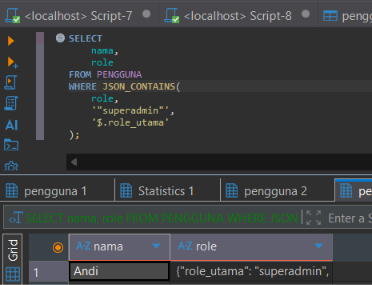 <localhost> Script-7
<localhost> Script-8
SELECT
nama,
role
FROM PENGGUNA
WHERE JSON_CONTAINS(
role,
'"superadmin"',
'$.role_utama'
);
AI
pengguna 1
Statistics 1
pengguna 2
SELECT nama, role FROM PENGGUNA WHERE JSON
Enter a S
Grid
A-Z nama
A-Z role
1
Andi
{"role_utama": "superadmin",